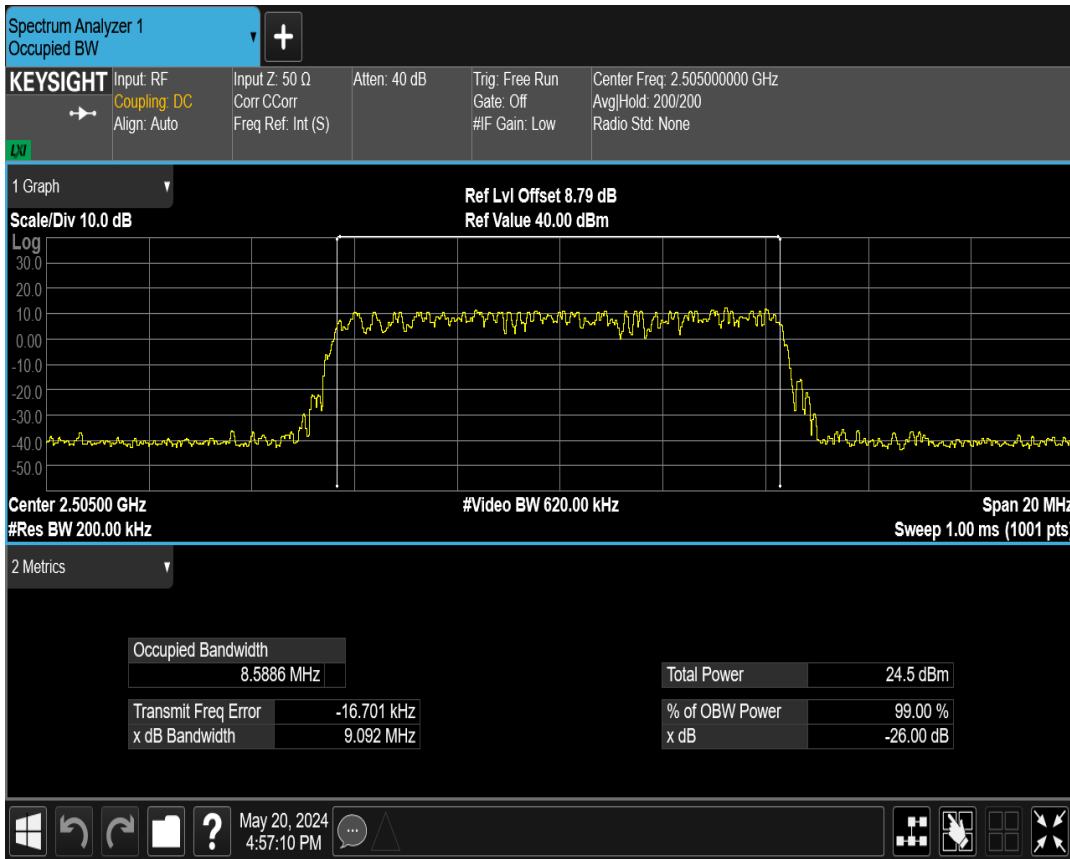 Spectrum Analyzer 1
Occupied BW
+
KEYSIGHT
LXI
Input: RF
Coupling: DC
Align: Auto
Input Z: 50 Ω
Corr CCorr
Freq Ref: Int (S)
Atten: 40 dB
Trig: Free Run
Gate: Off
#IF Gain: Low
Center Freq: 2.505000000 GHz
Avg|Hold: 200/200
Radio Std: None
1 Graph
Scale/Div 10.0 dB
Ref Lvl Offset 8.79 dB
Ref Value 40.00 dBm
Log
30.0
20.0
10.0
0.00
-10.0
-20.0
-30.0
-40.0
-50.0
Center 2.50500 GHz
#Video BW 620.00 kHz
Span 20 MHz
#Res BW 200.00 kHz
Sweep 1.00 ms (1001 pts)
2 Metrics
Occupied Bandwidth
8.5886 MHz
Total Power 24.5 dBm
Transmit Freq Error -16.701 kHz
% of OBW Power 99.00 %
x dB Bandwidth 9.092 MHz
x dB -26.00 dB
?
May 20, 2024
4:57:10 PM